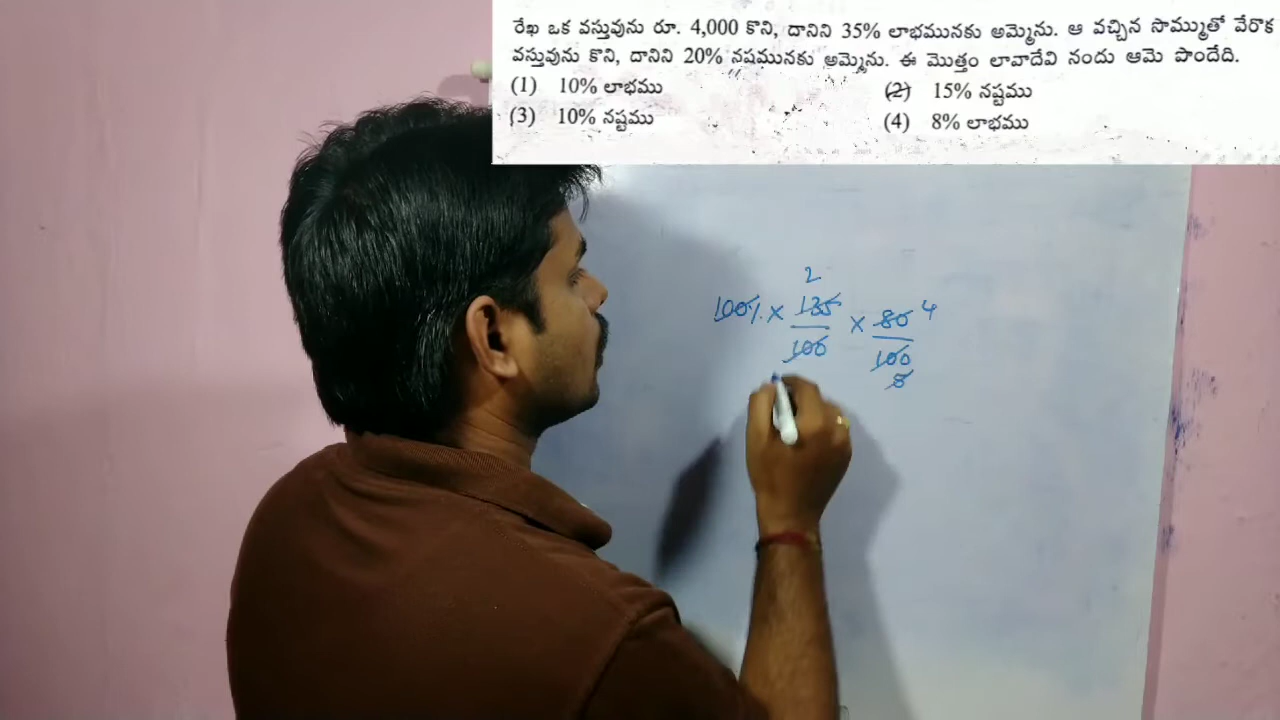 రేఖ ఒక వస్తువును రూ. 4,000 కొని, దానిని 35% లాభమునకు అమ్మెను. ఆ వచ్చిన సొమ్ముతో వేరొక
వస్తువును కొని, దానిని 20% నష్టమునకు అమ్మెను. ఈ మొత్తం లావాదేవి నందు ఆమె పొందేది.
(1) 10% లాభము (2) 15% నష్టము
(3) 10% నష్టము (4) 8% లాభము
2
100% × 135 × 80 4
100 100
5